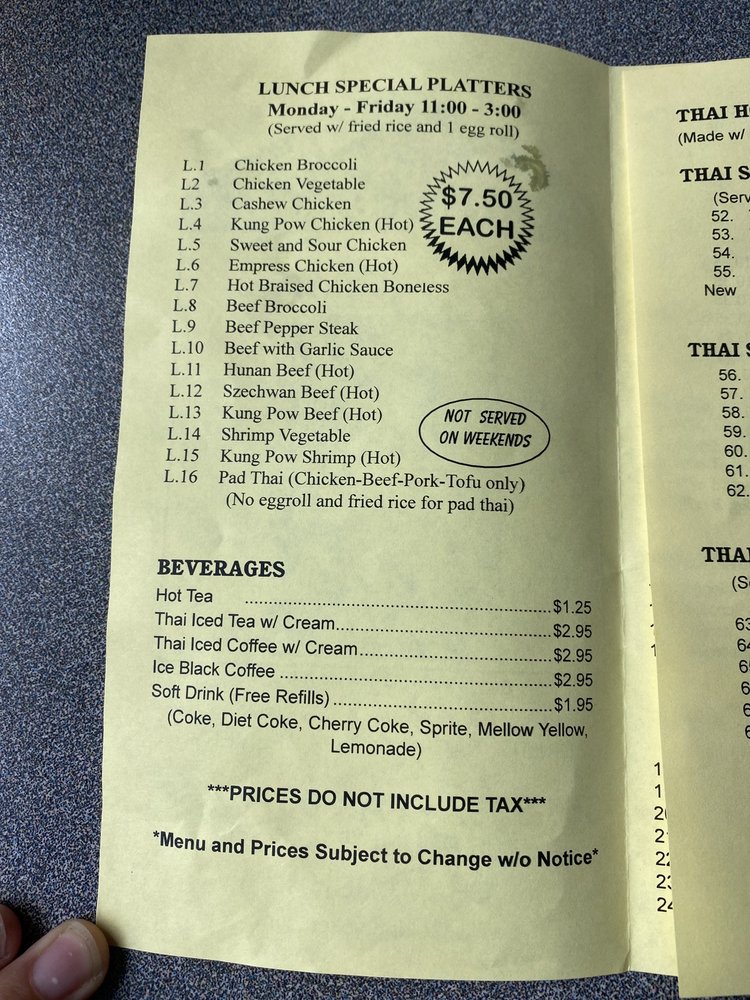 LUNCH SPECIAL PLATTERS
Monday - Friday 11:00 - 3:00
(Served w/ fried rice and 1 egg roll)
L.1 Chicken Broccoli
L2 Chicken Vegetable
L.3 Cashew Chicken
L.4 Kung Pow Chicken (Hot)
L.5 Sweet and Sour Chicken
L.6 Empress Chicken (Hot)
L.7 Hot Braised Chicken Boneless
L.8 Beef Broccoli
L.9 Beef Pepper Steak
L.10 Beef with Garlic Sauce
L.11 Hunan Beef (Hot)
L.12 Szechwan Beef (Hot)
L.13 Kung Pow Beef (Hot)
L.14 Shrimp Vegetable
L.15 Kung Pow Shrimp (Hot)
L.16 Pad Thai (Chicken-Beef-Pork-Tofu only)
(No eggroll and fried rice for pad thai)
$7.50
EACH
NOT SERVED
ON WEEKENDS
BEVERAGES
Hot Tea ..........$1.25
Thai Iced Tea w/ Cream..........$2.95
Thai Iced Coffee w/ Cream..........$2.95
Ice Black Coffee ..........$2.95
Soft Drink (Free Refills) ..........$1.95
(Coke, Diet Coke, Cherry Coke, Sprite, Mellow Yellow,
Lemonade)
***PRICES DO NOT INCLUDE TAX***
*Menu and Prices Subject to Change w/o Notice*
THAI
(Made w/
THAI
52.
53.
54.
55.
New
THAI
56.
57.
58.
59.
60.
61.
62.